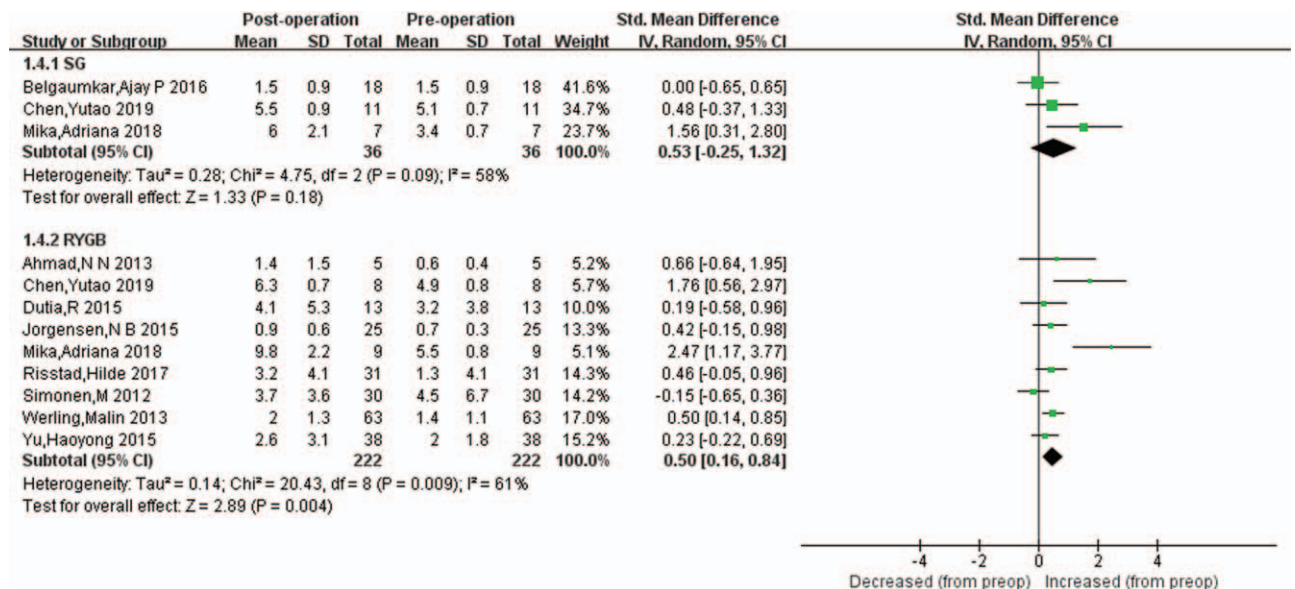 Post-operation Pre-operation Std. Mean Difference Std. Mean Difference
Study or Subgroup Mean SD Total Mean SD Total Weight IV, Random, 95% CI IV, Random, 95% CI
1.4.1 SG
Belgaumkar,Ajay P 2016 1.5 0.9 18 1.5 0.9 18 41.6% 0.00 [-0.65, 0.65]
Chen,Yutao 2019 5.5 0.9 11 5.1 0.7 11 34.7% 0.48 [-0.37, 1.33]
Mika,Adriana 2018 6 2.1 7 3.4 0.7 7 23.7% 1.56 [0.31, 2.80]
Subtotal (95% CI) 36 36 100.0% 0.53 [-0.25, 1.32]
Heterogeneity: Tau² = 0.28; Chi² = 4.75, df = 2 (P = 0.09); I² = 58%
Test for overall effect: Z = 1.33 (P = 0.18)
1.4.2 RYGB
Ahmad,N N 2013 1.4 1.5 5 0.6 0.4 5 5.2% 0.66 [-0.64, 1.95]
Chen,Yutao 2019 6.3 0.7 8 4.9 0.8 8 5.7% 1.76 [0.56, 2.97]
Dutia,R 2015 4.1 5.3 13 3.2 3.8 13 10.0% 0.19 [-0.58, 0.96]
Jorgensen,N B 2015 0.9 0.6 25 0.7 0.3 25 13.3% 0.42 [-0.15, 0.98]
Mika,Adriana 2018 9.8 2.2 9 5.5 0.8 9 5.1% 2.47 [1.17, 3.77]
Risstad,Hilde 2017 3.2 4.1 31 1.3 4.1 31 14.3% 0.46 [-0.05, 0.96]
Simonen,M 2012 3.7 3.6 30 4.5 6.7 30 14.2% -0.15 [-0.65, 0.36]
Werling,Malin 2013 2 1.3 63 1.4 1.1 63 17.0% 0.50 [0.14, 0.85]
Yu,Haoyong 2015 2.6 3.1 38 2 1.8 38 15.2% 0.23 [-0.22, 0.69]
Subtotal (95% CI) 222 222 100.0% 0.50 [0.16, 0.84]
Heterogeneity: Tau² = 0.14; Chi² = 20.43, df = 8 (P = 0.009); I² = 61%
Test for overall effect: Z = 2.89 (P = 0.004)
-4 -2 0 2 4
Decreased (from preop) Increased (from preop)